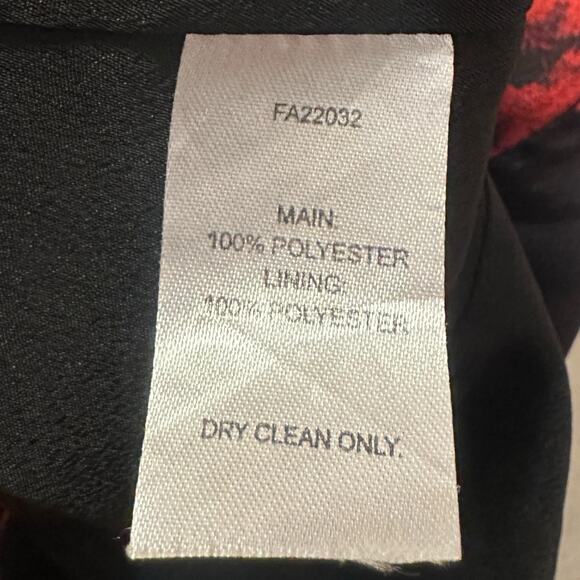 FA22032
MAIN:
100% POLYESTER
LINING:
100% POLYESTER
DRY CLEAN ONLY.